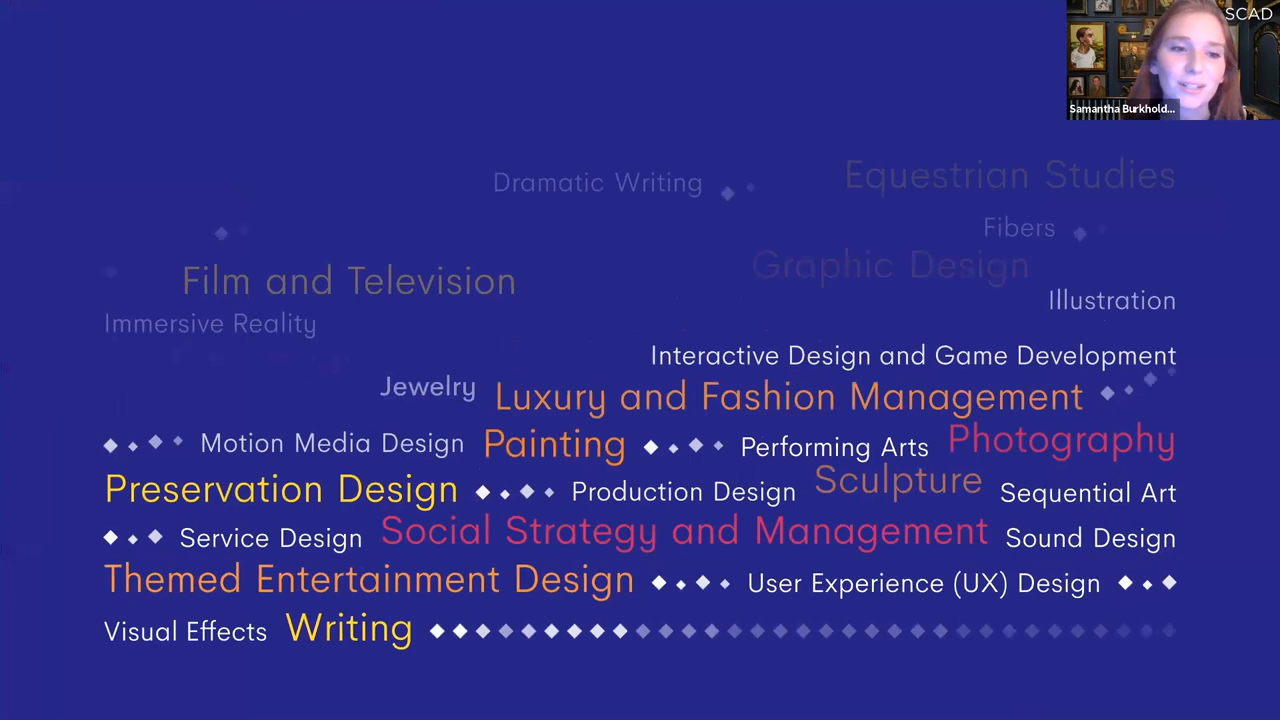 SCAD
Samantha Burkhold...
Dramatic Writing Equestrian Studies
Fibers
Film and Television Graphic Design
Illustration
Immersive Reality
Interactive Design and Game Development
Jewelry Luxury and Fashion Management
Motion Media Design Painting Performing Arts Photography
Preservation Design Production Design Sculpture Sequential Art
Service Design Social Strategy and Management Sound Design
Themed Entertainment Design User Experience (UX) Design
Visual Effects Writing